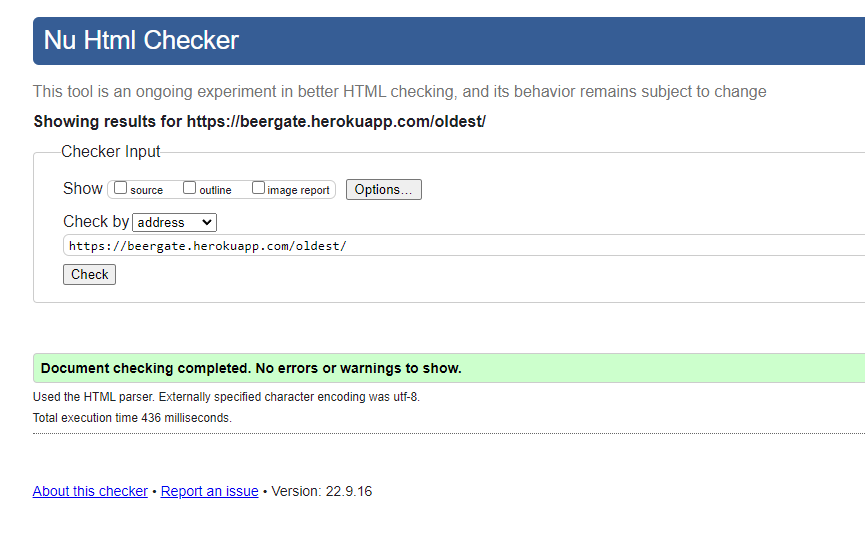 Nu Html Checker
This tool is an ongoing experiment in better HTML checking, and its behavior remains subject to change
Showing results for https://beergate.herokuapp.com/oldest/
Checker Input
Show source outline image report Options...
Check by address
https://beergate.herokuapp.com/oldest/
Check
Document checking completed. No errors or warnings to show.
Used the HTML parser. Externally specified character encoding was utf-8.
Total execution time 436 milliseconds.
About this checker • Report an issue • Version: 22.9.16